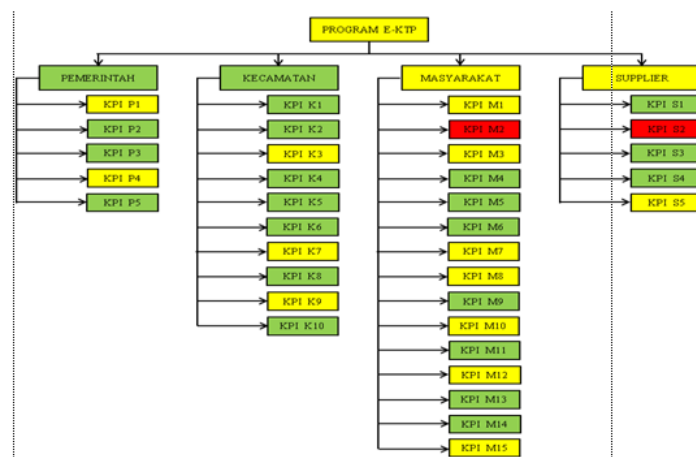 PROGRAM E-KTP
PEMERINTAH
KPI P1
KPI P2
KPI P3
KPI P4
KPI P5
KECAMATAN
KPI K1
KPI K2
KPI K3
KPI K4
KPI K5
KPI K6
KPI K7
KPI K8
KPI K9
KPI K10
MASYARAKAT
KPI M1
KPI M2
KPI M3
KPI M4
KPI M5
KPI M6
KPI M7
KPI M8
KPI M9
KPI M10
KPI M11
KPI M12
KPI M13
KPI M14
KPI M15
SUPPLIER
KPI S1
KPI S2
KPI S3
KPI S4
KPI S5